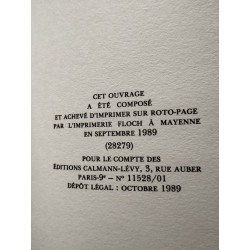 CET OUVRAGE
A ÉTÉ COMPOSÉ
ET ACHEVÉ D'IMPRIMER SUR ROTO-PAGE
PAR L'IMPRIMERIE FLOCH À MAYENNE
EN SEPTEMBRE 1989
(28279)
POUR LE COMPTE DES
ÉDITIONS CALMANN-LÉVY, 3, RUE AUBER
PARIS-9e – No 11528/01
DÉPÔT LÉGAL : OCTOBRE 1989